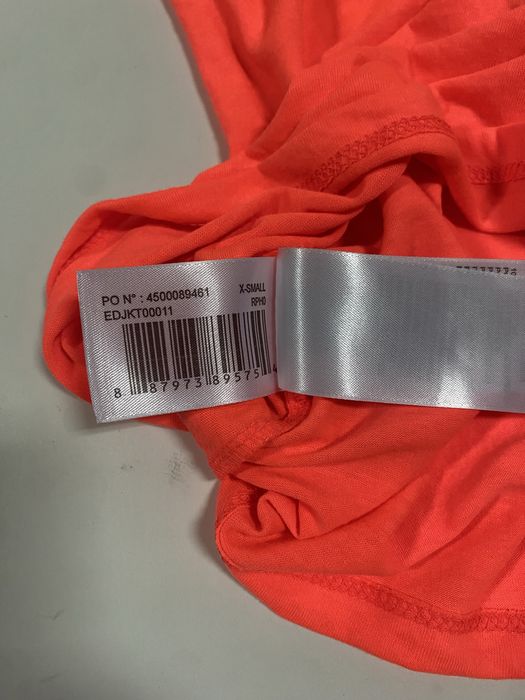 PO N° : 4500089461
X-SMALL
EDJKT00011
RPH0
8 87973 89575